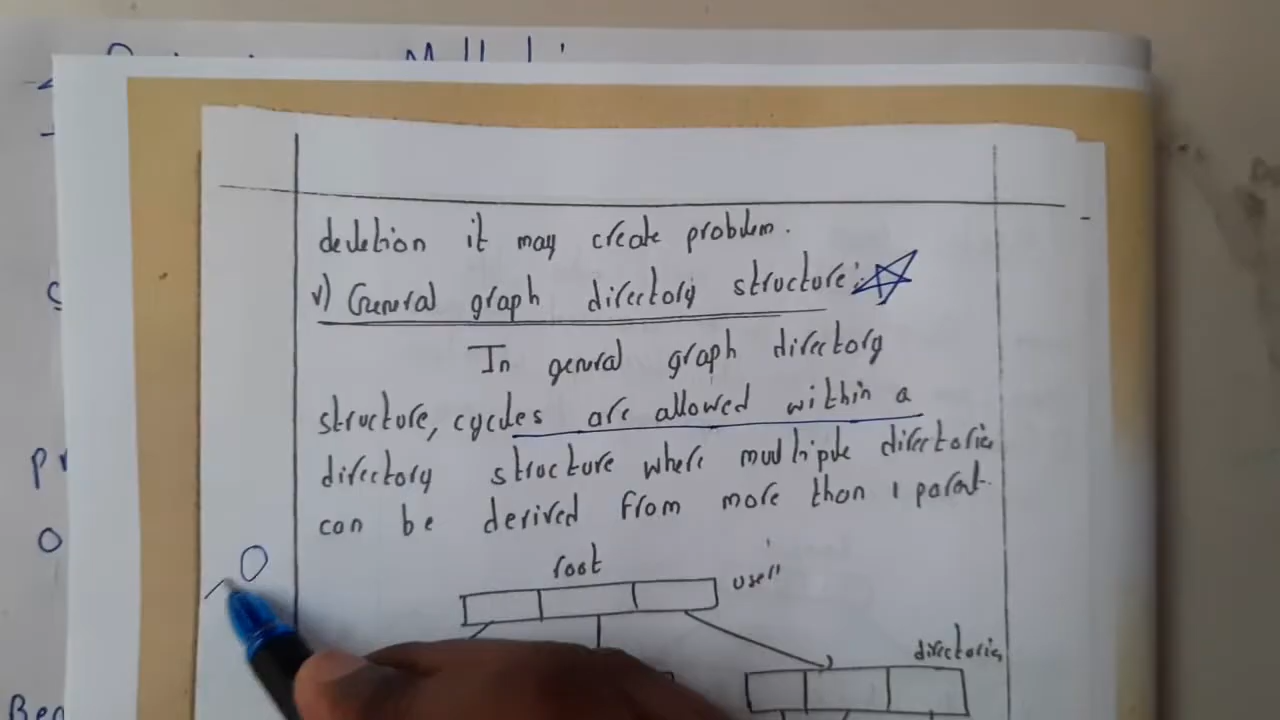 deletion it may create problem.
v) General graph directory structure:
In general graph directory
structure, cycles are allowed within a
directory structure where multiple directories
can be derived from more than 1 parent.
root
user
directories